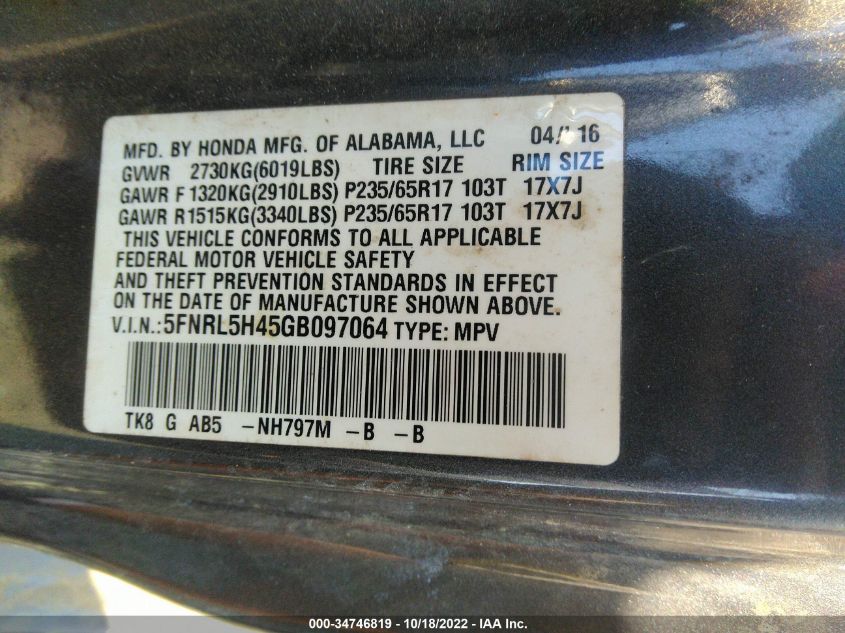 MFD. BY HONDA MFG. OF ALABAMA, LLC 04/16
GVWR 2730KG(6019LBS) TIRE SIZE RIM SIZE
GAWR F 1320KG(2910LBS) P235/65R17 103T 17X7J
GAWR R1515KG(3340LBS) P235/65R17 103T 17X7J
THIS VEHICLE CONFORMS TO ALL APPLICABLE
FEDERAL MOTOR VEHICLE SAFETY
AND THEFT PREVENTION STANDARDS IN EFFECT
ON THE DATE OF MANUFACTURE SHOWN ABOVE.
V.I.N.:5FNRL5H45GB097064 TYPE: MPV
TK8 G AB5 -NH797M -B -B
000-34746819 - 10/18/2022 - IAA Inc.